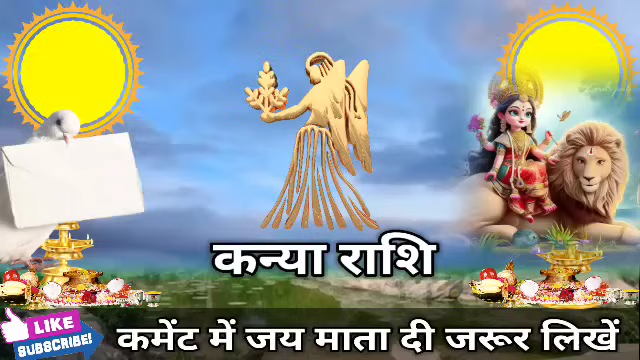 कन्या राशि
LIKE
SUBSCRIBE
कमेंट में जय माता दी जरूर लिखें